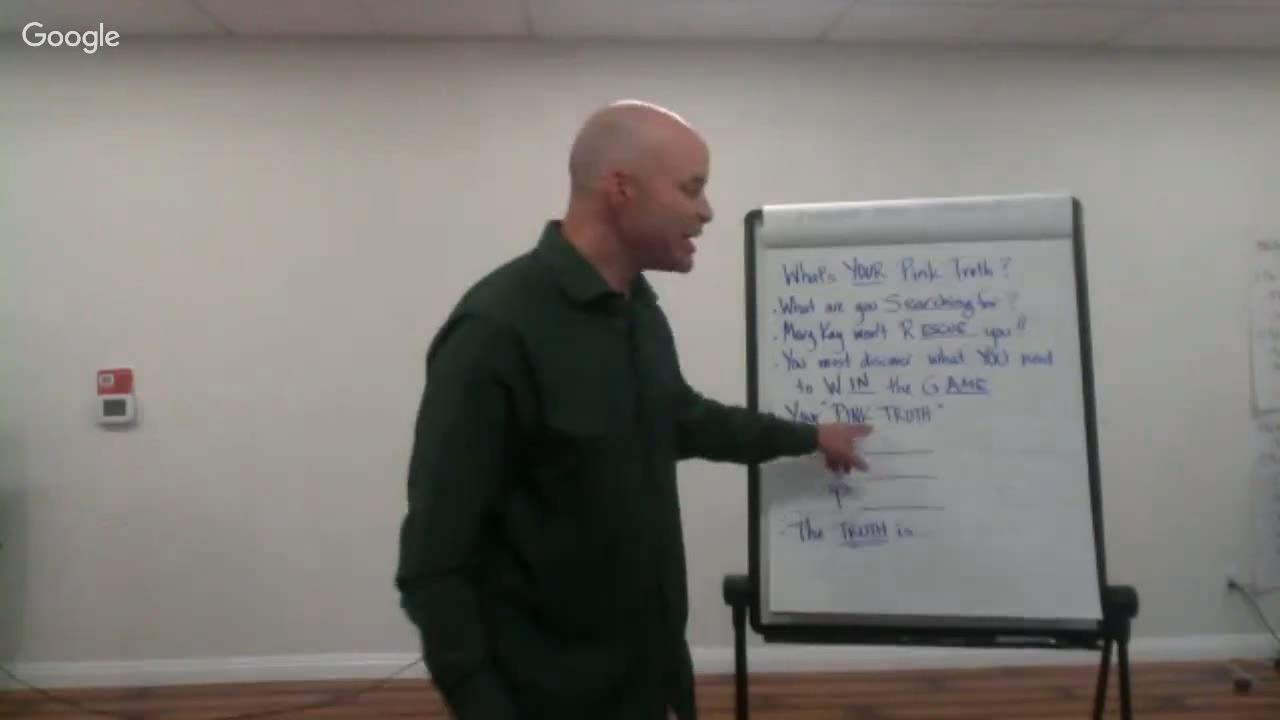 Google
What's YOUR Pink Truth?
• What are you Searching for?
• Mary Kay won't RESCUE you!!
• You must discover what YOU need
to WIN the GAME
• Your "PINK TRUTH"
• The TRUTH is...